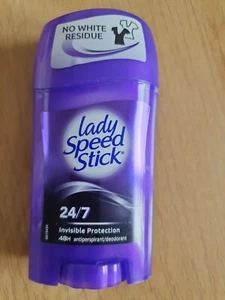 NO WHITE
RESIDUE
lady
Speed
Stick
24/7
Invisible Protection
48H antiperspirant/deodorant